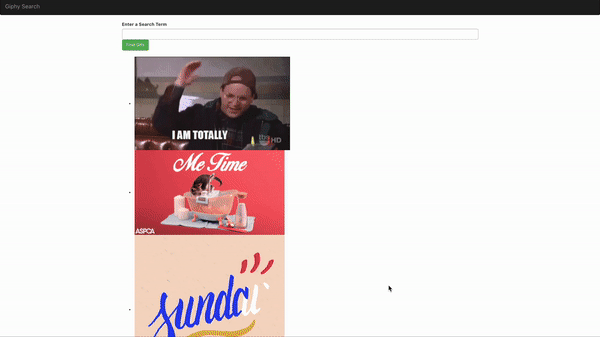 Giphy Search
Enter a Search Term
Find Gifs
I AM TOTALLY
HD
Me Time
ASPCA
Sunda